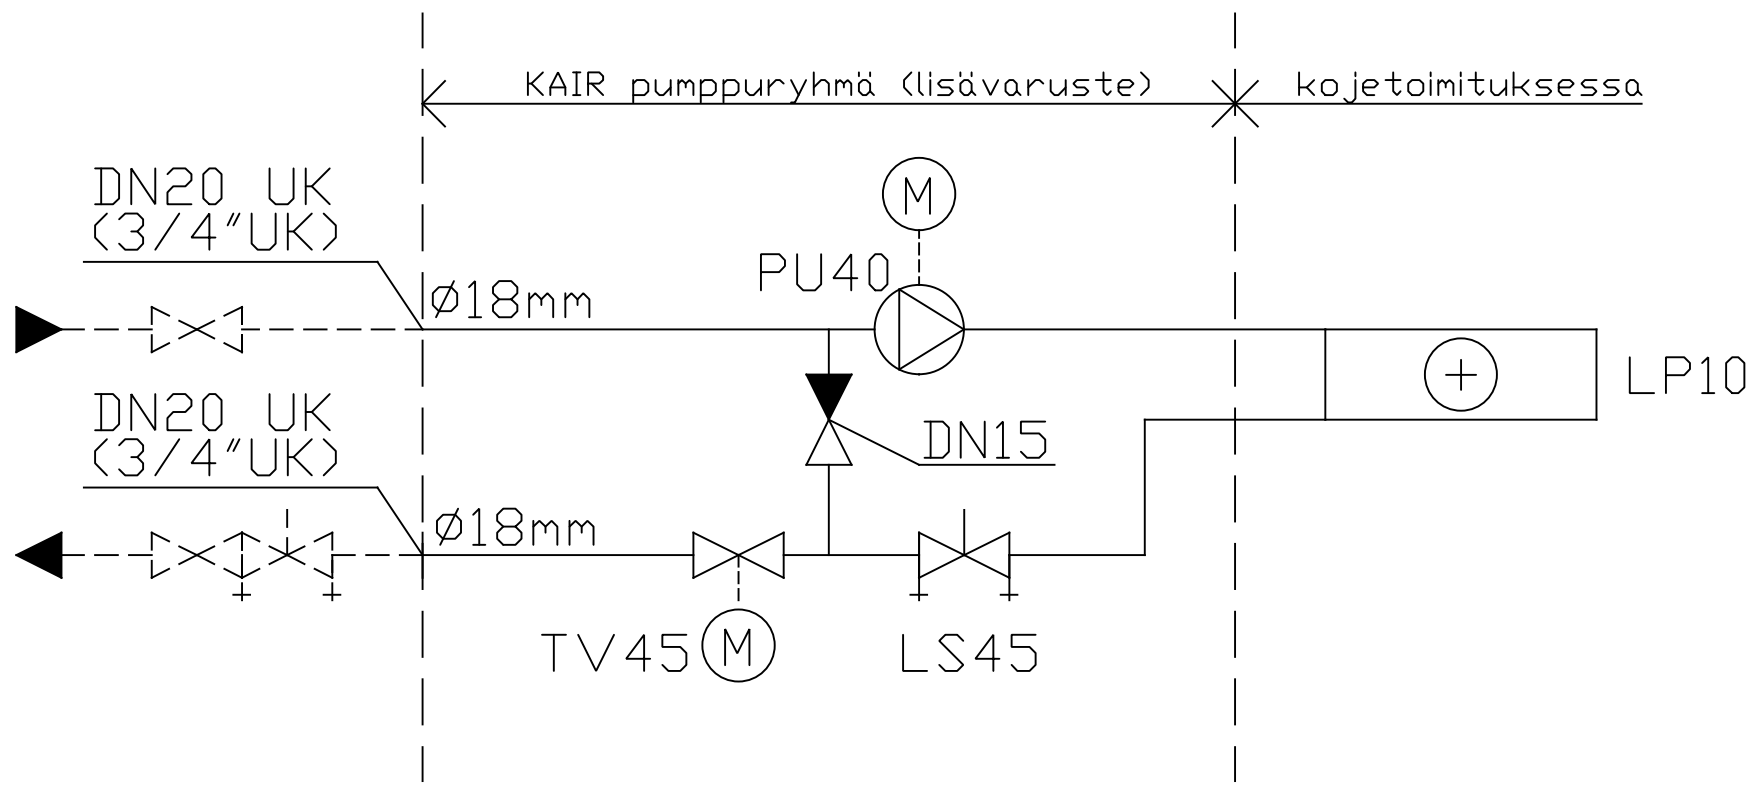 KAIR pumppuryhmä (lisävaruste)
kojetoimituksessa
DN20 UK
(3/4"UK)
M
PU40
Ø18mm
LP10
DN20 UK
(3/4"UK)
DN15
Ø18mm
TV45
M
LS45